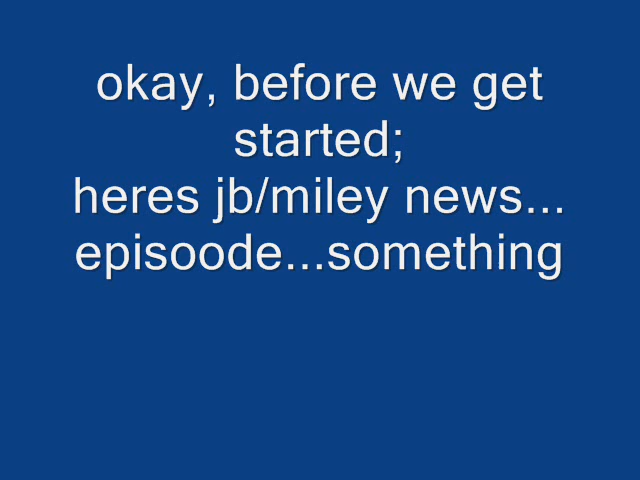 okay, before we get
started;
heres jb/miley news...
episoode...something